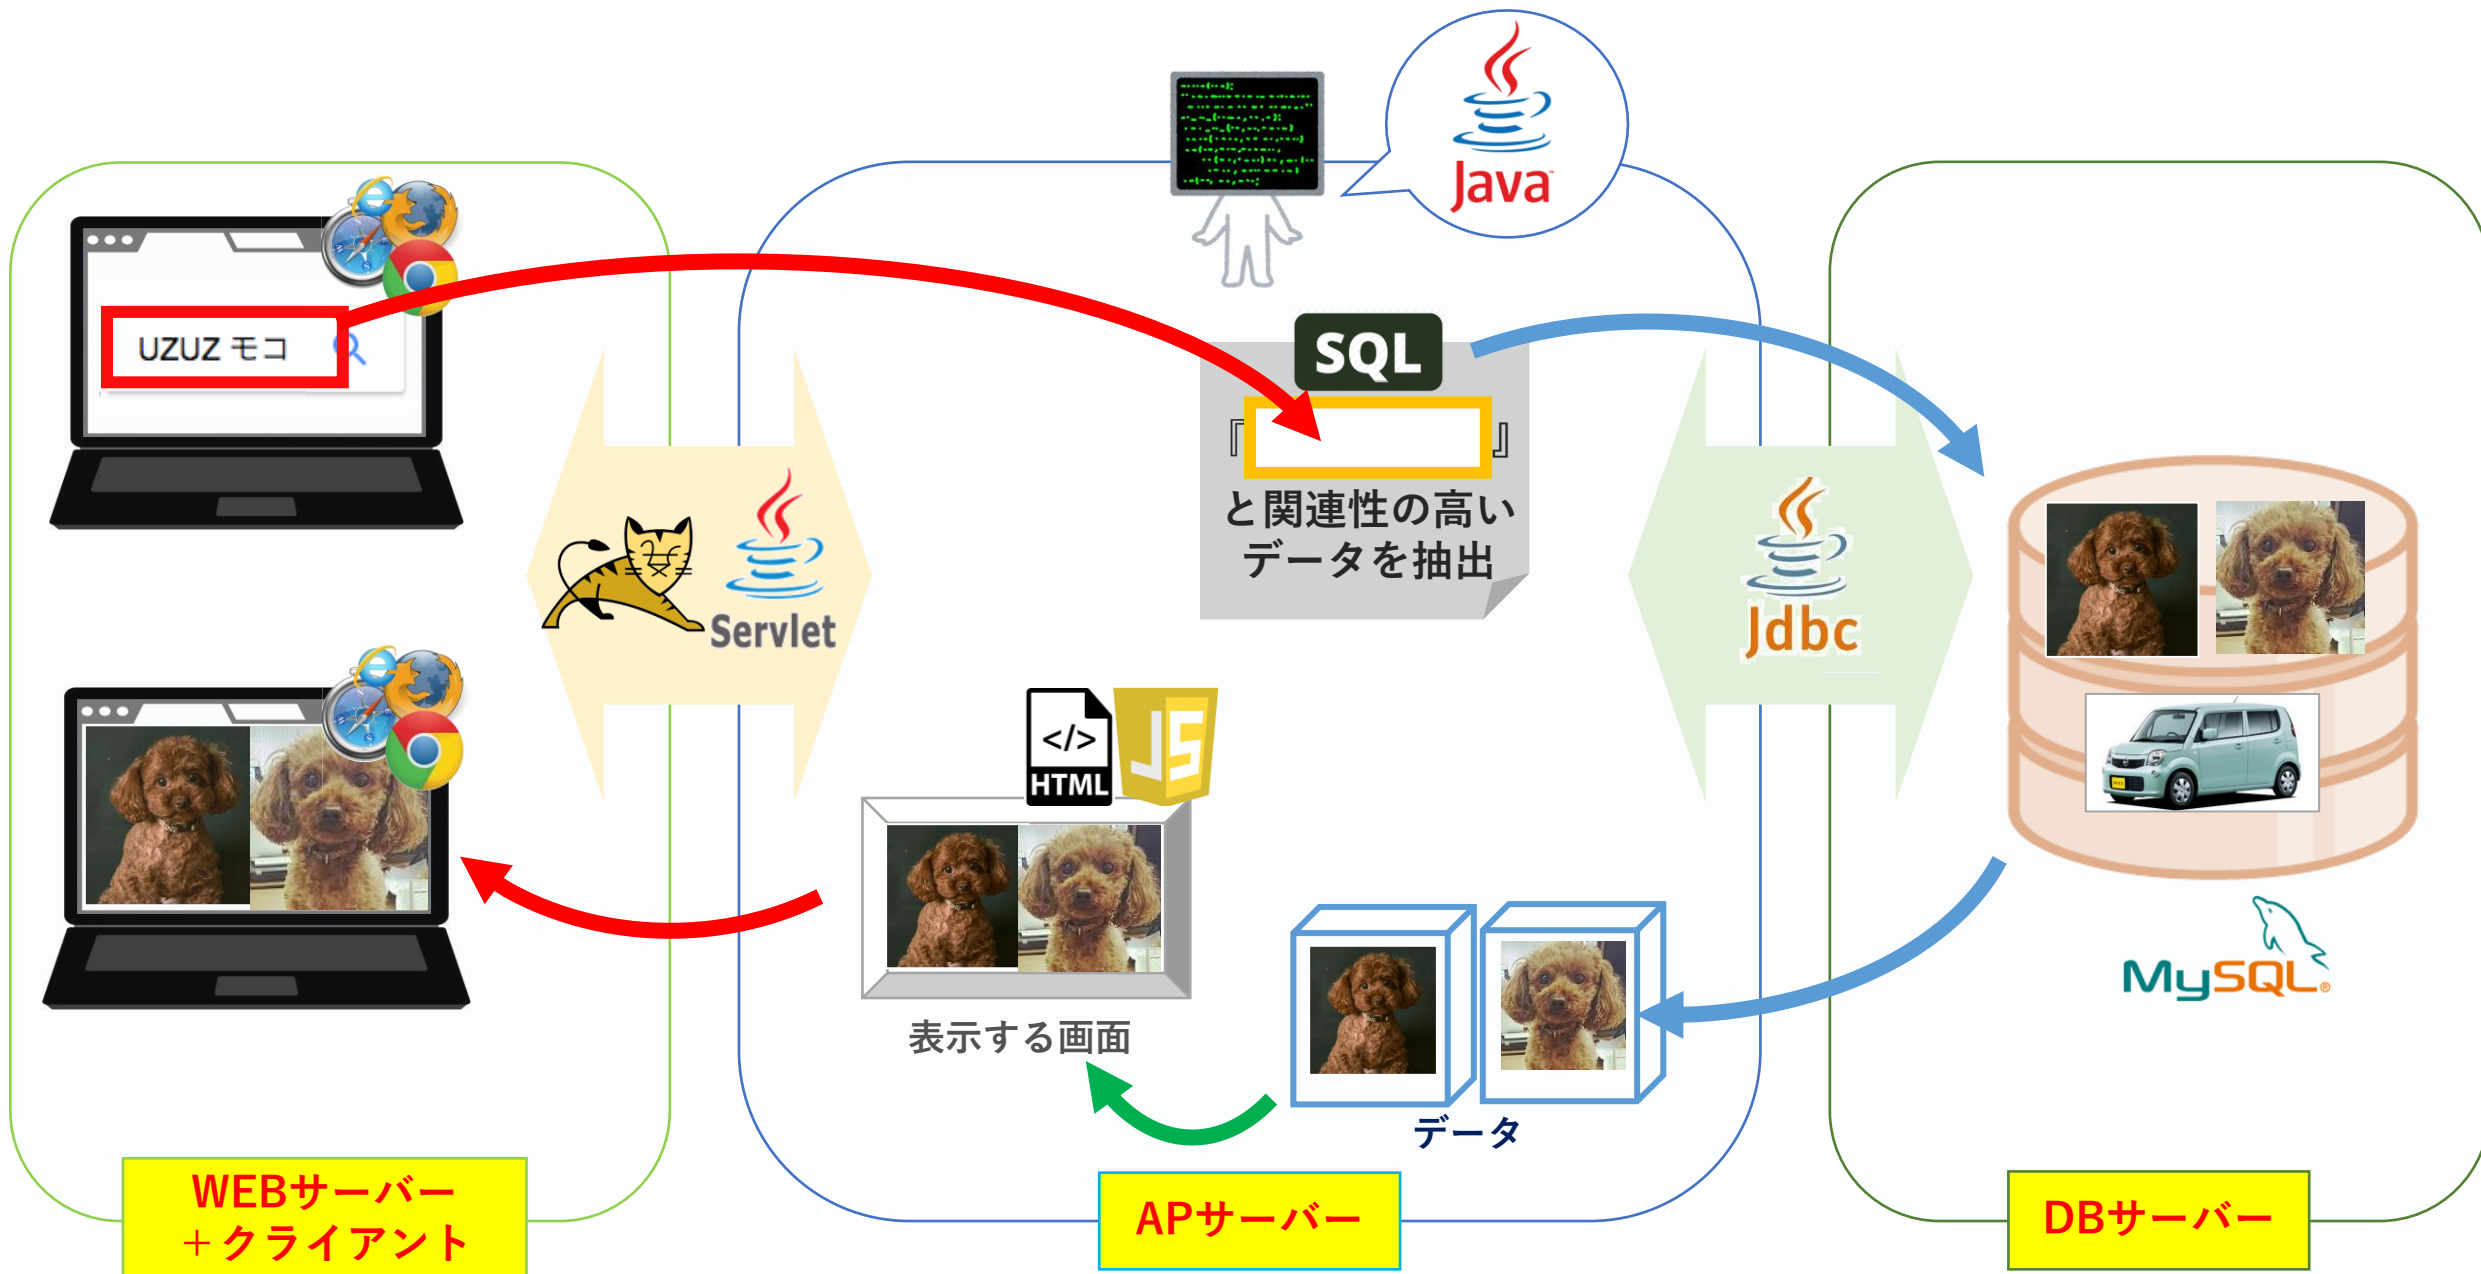 Java
UZUZ モコ
SQL
『 』
と関連性の高い
データを抽出
Servlet
Jdbc
</>
HTML
JS
表示する画面
データ
MySQL®
WEBサーバー
+クライアント
APサーバー
DBサーバー